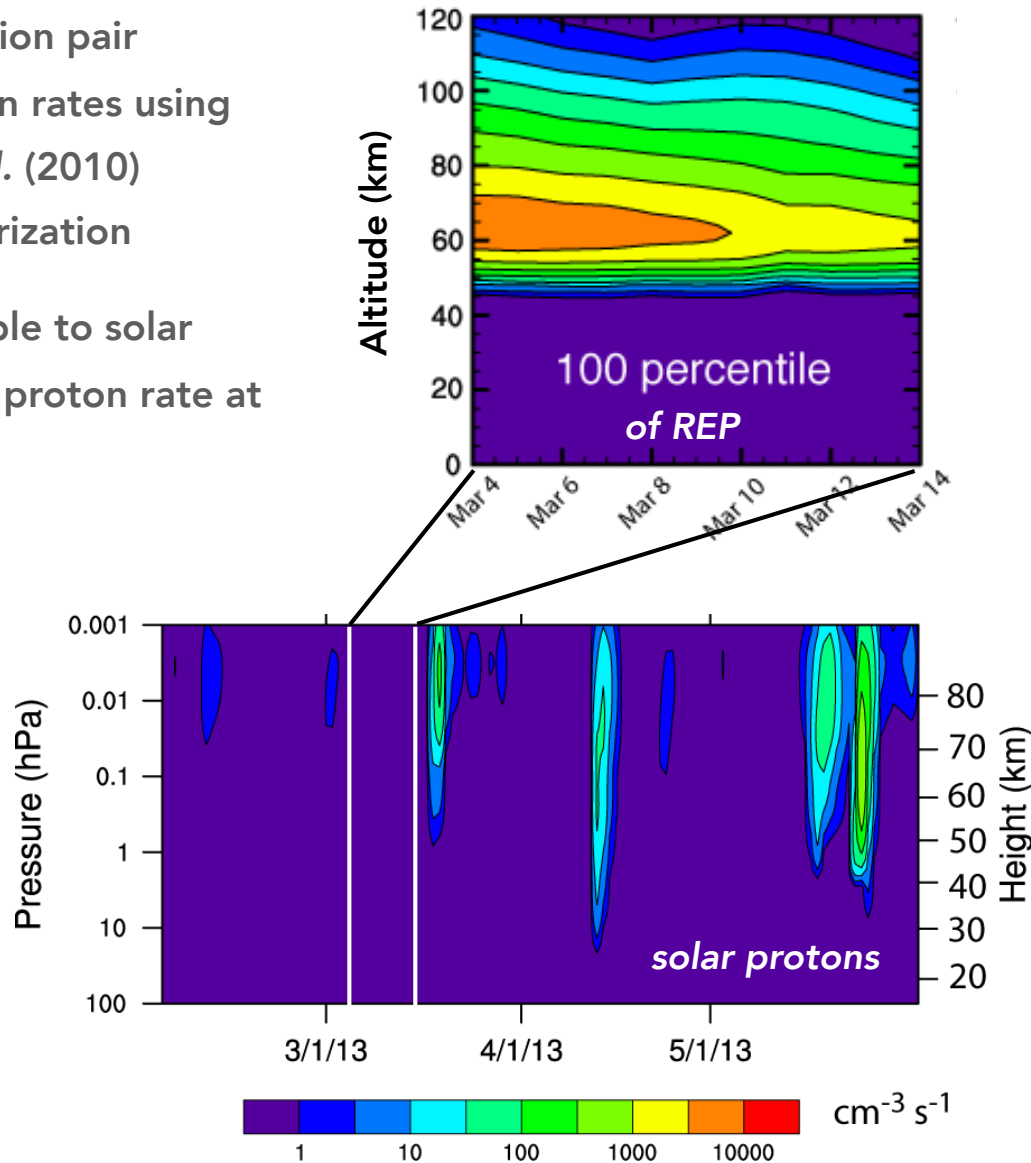 ion pair
n rates using
l. (2010)
rization
ble to solar
proton rate at
Altitude (km)
120
100
80
60
40
20
0
100 percentile
of REP
Mar 4
Mar 6
Mar 8
Mar 10
Mar 12
Mar 14
Pressure (hPa)
0.001
0.01
0.1
1
10
100
80
70
60
50
40
30
20
Height (km)
solar protons
3/1/13
4/1/13
5/1/13
cm-3 s-1
1
10
100
1000
10000